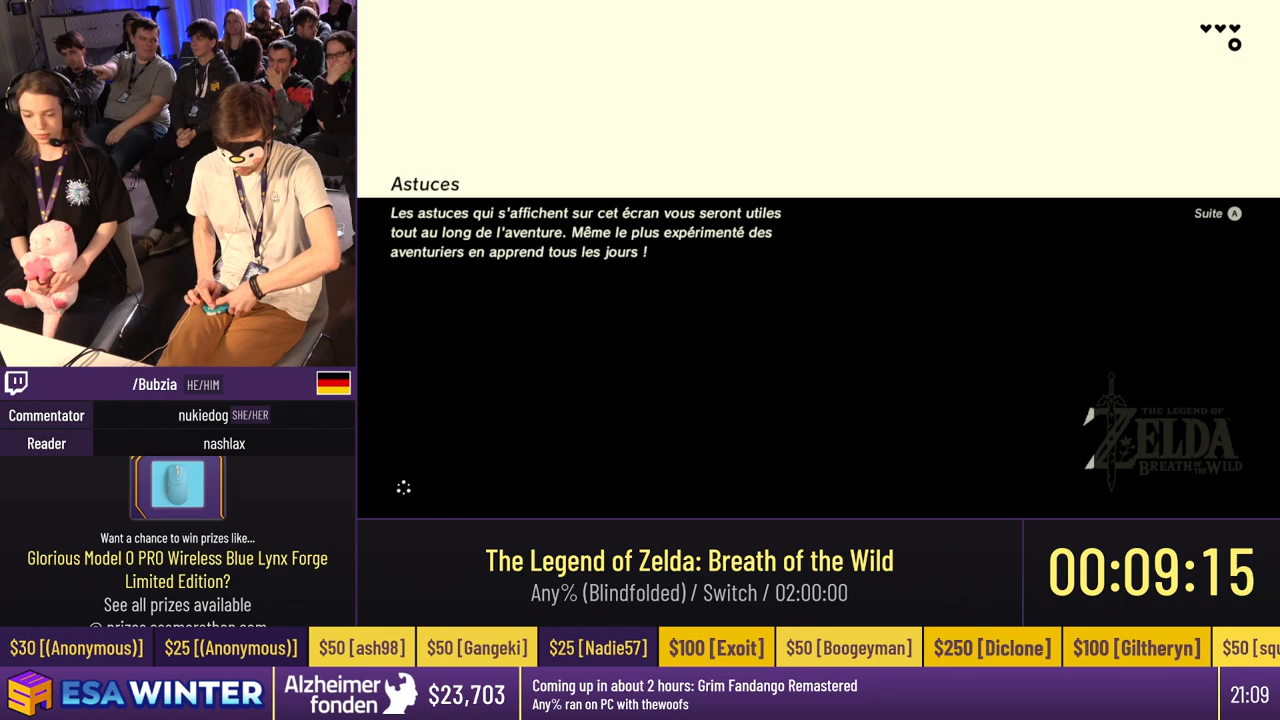 Astuces
Les astuces qui s'affichent sur cet écran vous seront utiles
tout au long de l'aventure. Même le plus expérimenté des
aventuriers en apprend tous les jours !
Suite A
THE LEGEND OF
ZELDA
BREATH OF THE WILD
/Bubzia HE/HIM
Commentator nukiedog SHE/HER
Reader nashlax
Want a chance to win prizes like...
Glorious Model O PRO Wireless Blue Lynx Forge
Limited Edition?
See all prizes available
The Legend of Zelda: Breath of the Wild
Any% (Blindfolded) / Switch / 02:00:00
00:09:15
$30 [(Anonymous)] $25 [(Anonymous)] $50 [ash98] $50 [Gangeki] $25 [Nadie57] $100 [Exoit] $50 [Boogeyman] $250 [Diclone] $100 [Giltheryn] $50 [squ
ESA WINTER
Alzheimer
fonden
$23,703
Coming up in about 2 hours: Grim Fandango Remastered
Any% ran on PC with thewoofs
21:09